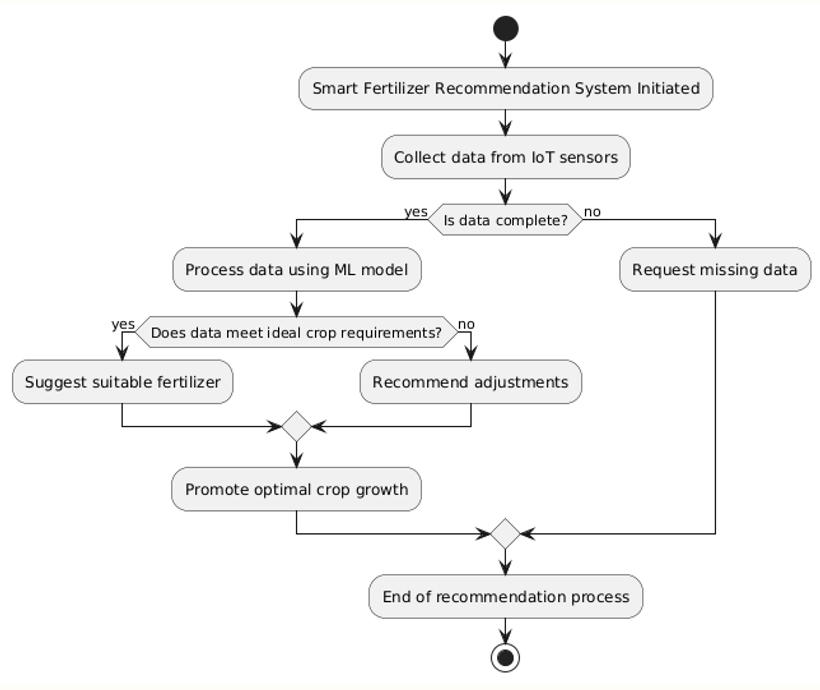 Smart Fertilizer Recommendation System Initiated
Collect data from IoT sensors
yes
Is data complete?
no
Process data using ML model
Request missing data
yes
Does data meet ideal crop requirements?
no
Suggest suitable fertilizer
Recommend adjustments
Promote optimal crop growth
End of recommendation process